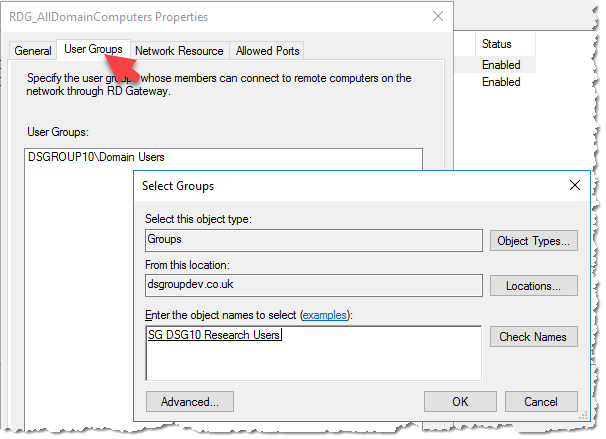 RDG_AllDomainComputers Properties
General
User Groups
Network Resource
Allowed Ports
Status
Enabled
Enabled
Specify the user groups whose members can connect to remote computers on the
network through RD Gateway.
User Groups:
DSGROUP10\Domain Users
Select Groups
Select this object type:
Groups
Object Types...
From this location:
dsgroupdev.co.uk
Locations...
Enter the object names to select (examples):
SG DSG10 Research Users
Check Names
Advanced...
OK
Cancel